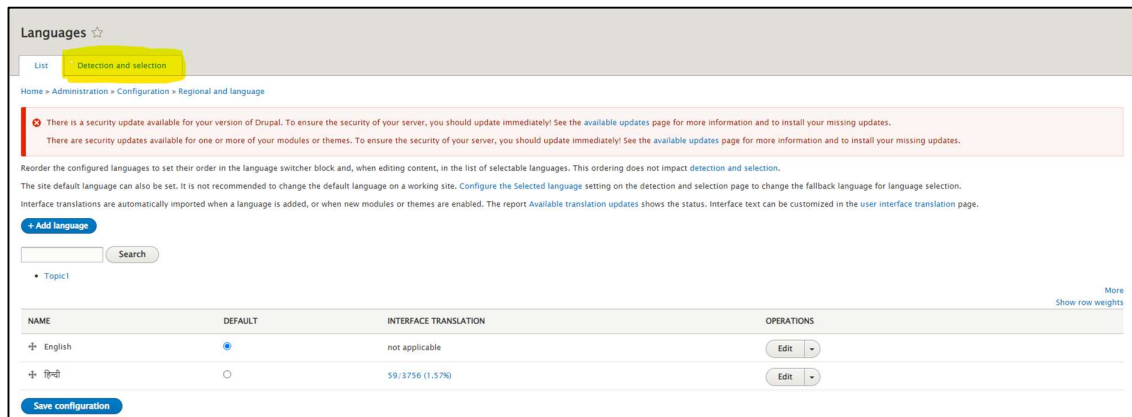 Languages
List
Detection and selection
Home » Administration » Configuration » Regional and language
There is a security update available for your version of Drupal. To ensure the security of your server, you should update immediately! See the available updates page for more information and to install your missing updates.
There are security updates available for one or more of your modules or themes. To ensure the security of your server, you should update immediately! See the available updates page for more information and to install your missing updates.
Reorder the configured languages to set their order in the language switcher block and, when editing content, in the list of selectable languages. This ordering does not impact detection and selection.
The site default language can also be set. It is not recommended to change the default language on a working site. Configure the Selected language setting on the detection and selection page to change the fallback language for language selection.
Interface translations are automatically imported when a language is added, or when new modules or themes are enabled. The report Available translation updates shows the status. Interface text can be customized in the user interface translation page.
+ Add language
Search
• Topic1
More
Show row weights
NAME DEFAULT INTERFACE TRANSLATION OPERATIONS
English not applicable Edit
हिन्दी 59/3756 (1.57%) Edit
Save configuration